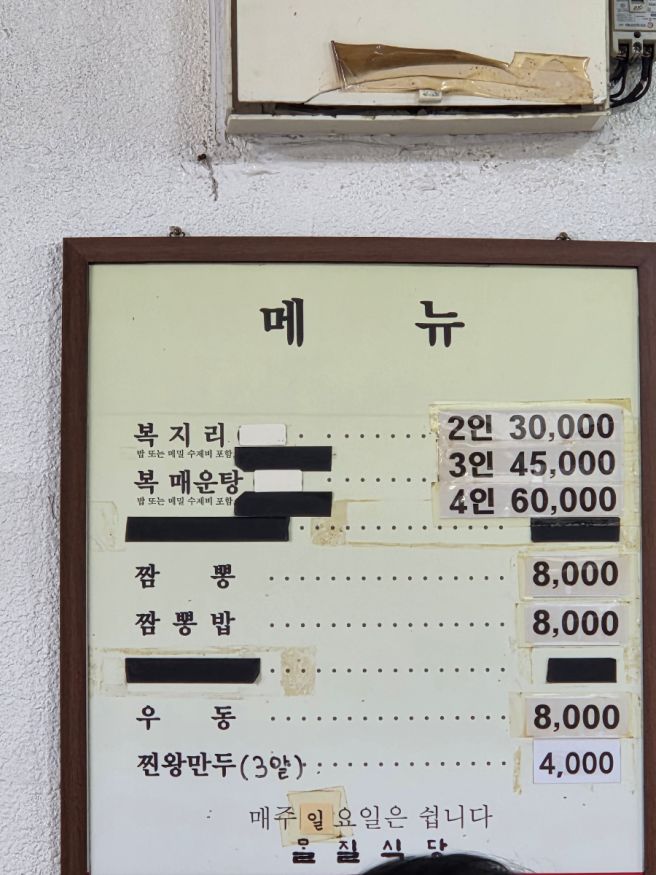 메 뉴
복 지 리 2인 30,000
밥 또는 메밀 수제비 포함
3인 45,000
복 매운탕
밥 또는 메밀 수제비 포함
4인 60,000
짬 뽕 8,000
짬 뽕 밥 8,000
우 동 8,000
찐왕만두(3알) 4,000
매주 일 요일은 쉽니다
질 식 당